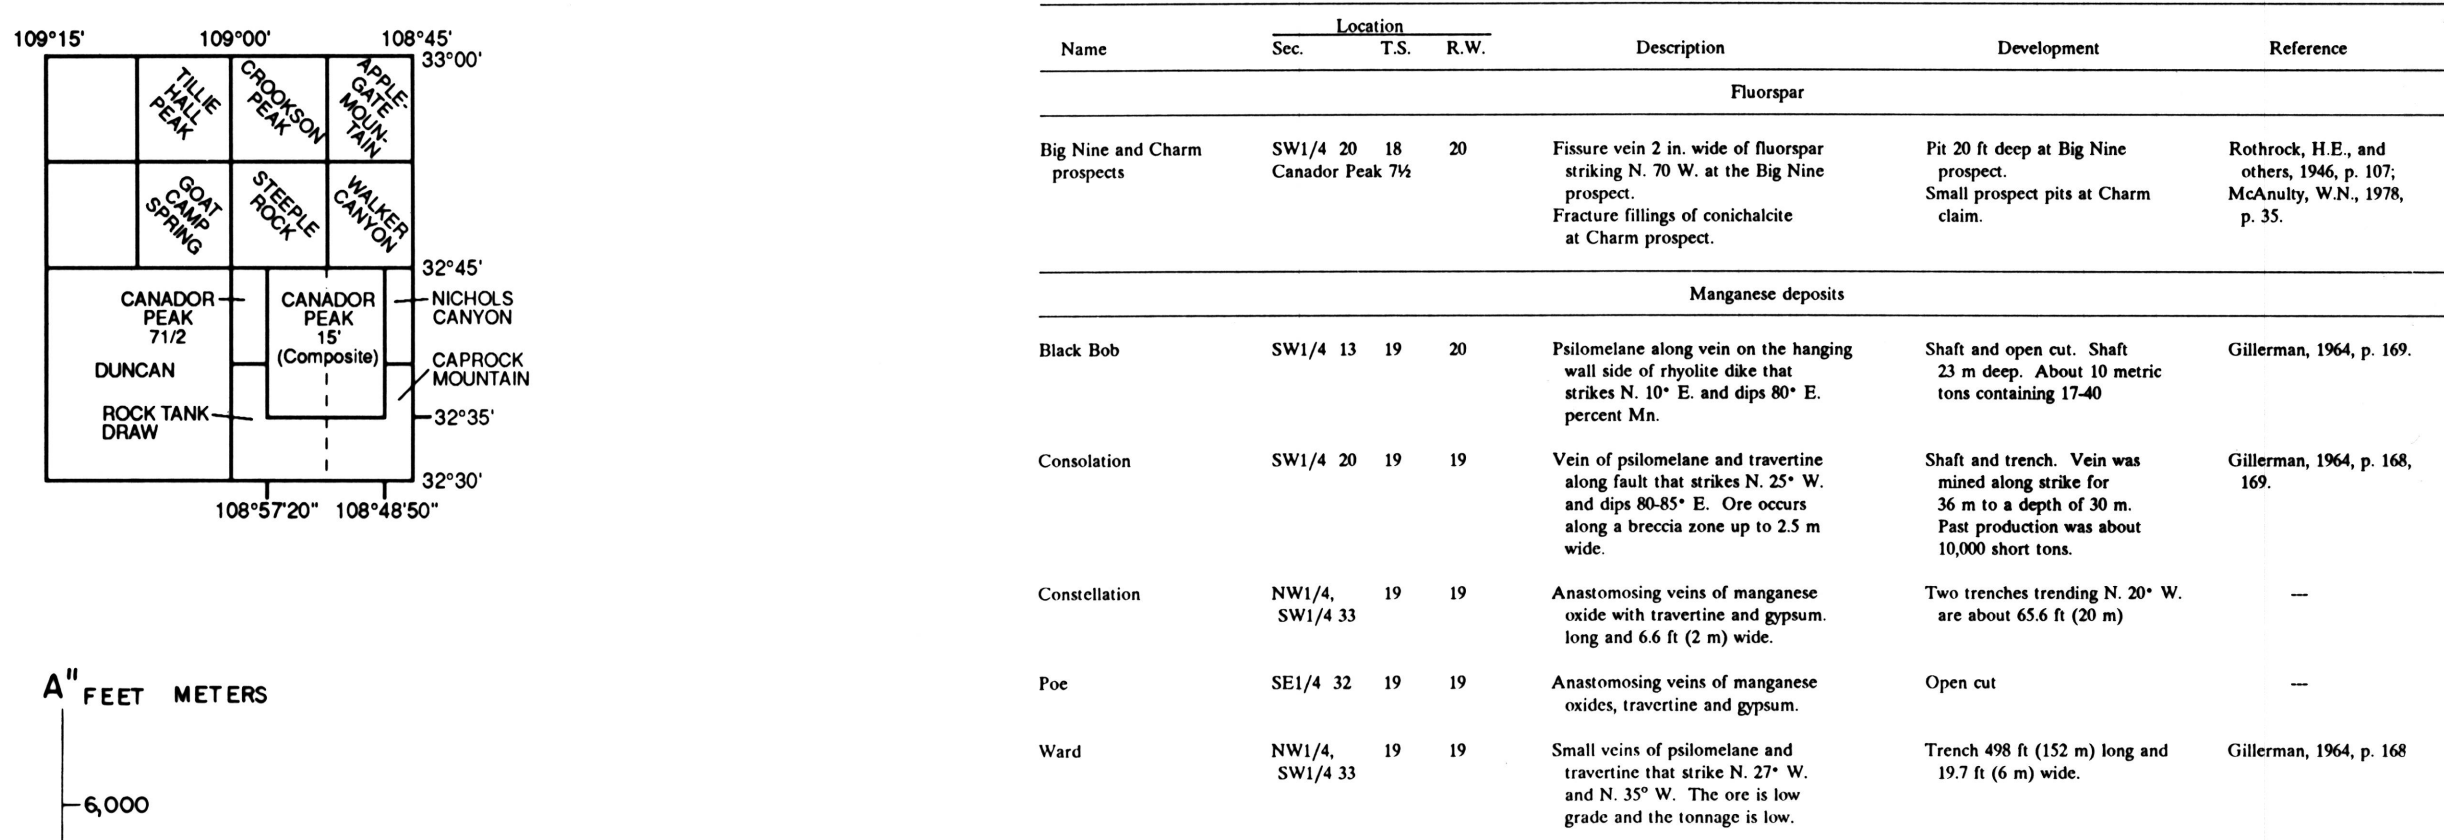 109°15' 109°00' 108°45'
33°00'
TILLIE
HALL
PEAK
CROOKSON
PEAK
APPLE-
GATE
MOUN-
TAIN
GOAT
CAMP
SPRING
STEEPLE
ROCK
WALKER
CANYON
32°45'
CANADOR
PEAK
71/2
CANADOR
PEAK
15'
(Composite)
NICHOLS
CANYON
DUNCAN
CAPROCK
MOUNTAIN
ROCK TANK
DRAW
32°35'
32°30'
108°57'20" 108°48'50"
A" FEET METERS
6,000
Location
Name Sec. T.S. R.W. Description Development Reference
Fluorspar
Big Nine and Charm SW1/4 20 18 20 Fissure vein 2 in. wide of fluorspar Pit 20 ft deep at Big Nine Rothrock, H.E., and
prospects Canador Peak 7½ striking N. 70 W. at the Big Nine prospect. others, 1946, p. 107;
prospect. Small prospect pits at Charm McAnulty, W.N., 1978,
Fracture fillings of conichalcite claim. p. 35.
at Charm prospect.
Manganese deposits
Black Bob SW1/4 13 19 20 Psilomelane along vein on the hanging Shaft and open cut. Shaft Gillerman, 1964, p. 169.
wall side of rhyolite dike that 23 m deep. About 10 metric
strikes N. 10° E. and dips 80° E. tons containing 17-40
percent Mn.
Consolation SW1/4 20 19 19 Vein of psilomelane and travertine Shaft and trench. Vein was Gillerman, 1964, p. 168,
along fault that strikes N. 25° W. mined along strike for 169.
and dips 80-85° E. Ore occurs 36 m to a depth of 30 m.
along a breccia zone up to 2.5 m Past production was about
wide. 10,000 short tons.
Constellation NW1/4, 19 19 Anastomosing veins of manganese Two trenches trending N. 20° W. ---
SW1/4 33 oxide with travertine and gypsum. are about 65.6 ft (20 m)
long and 6.6 ft (2 m) wide.
Poe SE1/4 32 19 19 Anastomosing veins of manganese Open cut ---
oxides, travertine and gypsum.
Ward NW1/4, 19 19 Small veins of psilomelane and Trench 498 ft (152 m) long and Gillerman, 1964, p. 168
SW1/4 33 travertine that strike N. 27° W. 19.7 ft (6 m) wide.
and N. 35° W. The ore is low
grade and the tonnage is low.